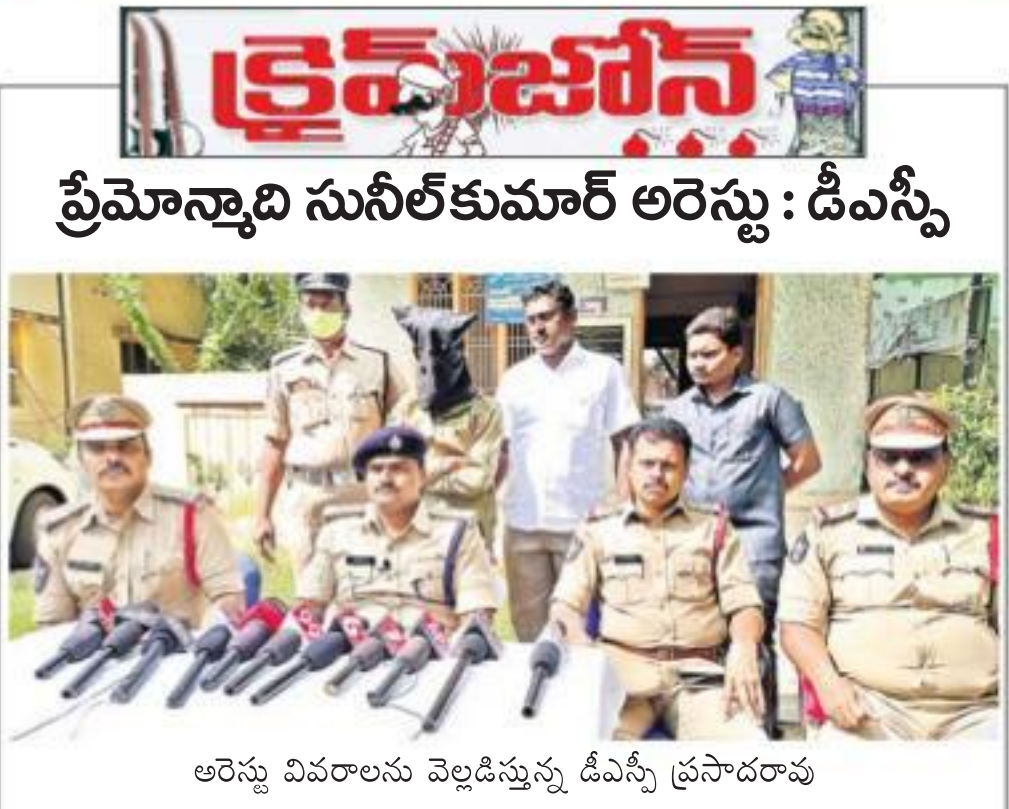 క్రైమ్‌జోన్
ప్రేమోన్మాది సునీల్‌కుమార్ అరెస్టు : డీఎస్పీ
అరెస్టు వివరాలను వెల్లడిస్తున్న డీఎస్పీ ప్రసాదరావు